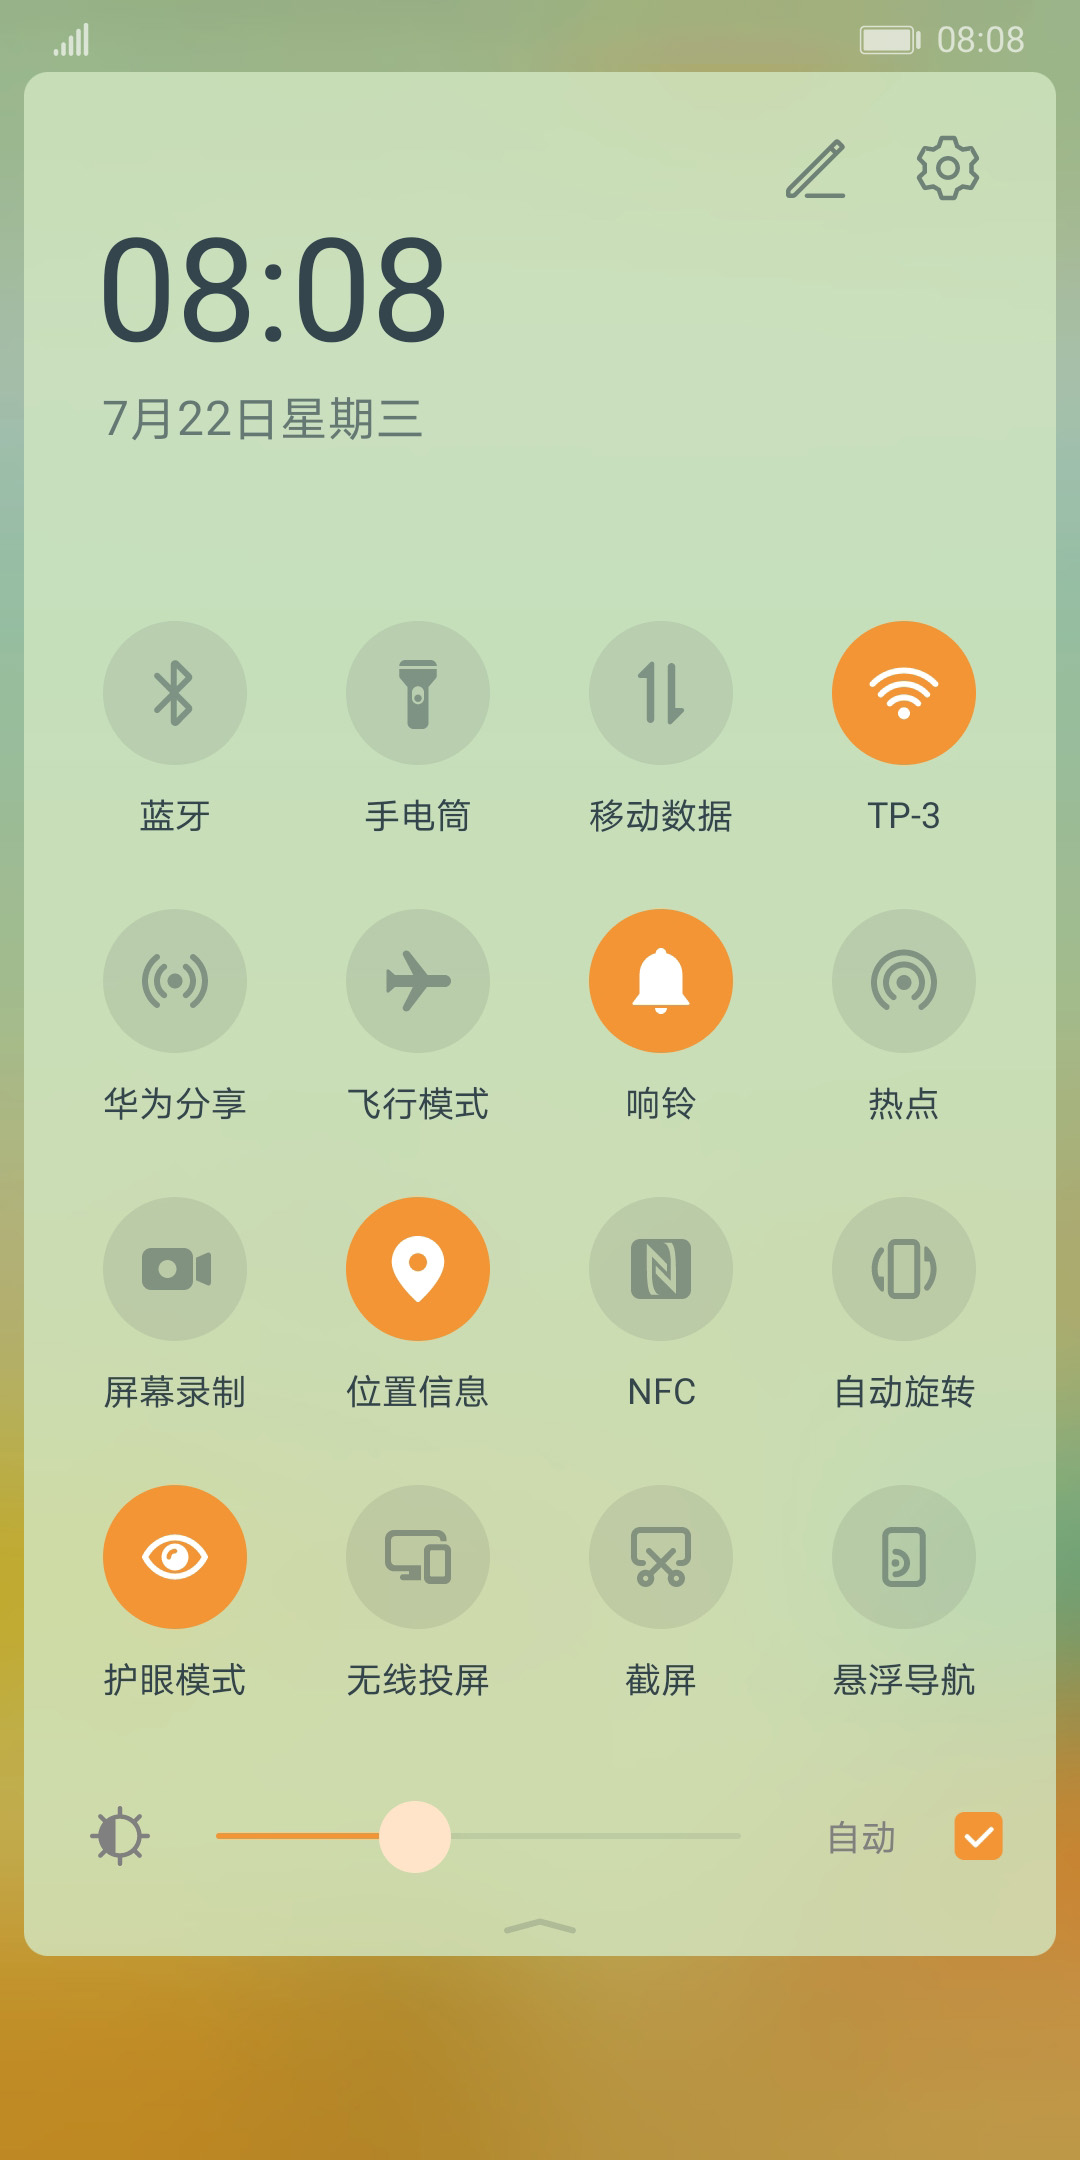 08:08
08:08
7月22日星期三
蓝牙
手电筒
移动数据
TP-3
华为分享
飞行模式
响铃
热点
屏幕录制
位置信息
NFC
自动旋转
护眼模式
无线投屏
截屏
悬浮导航
自动